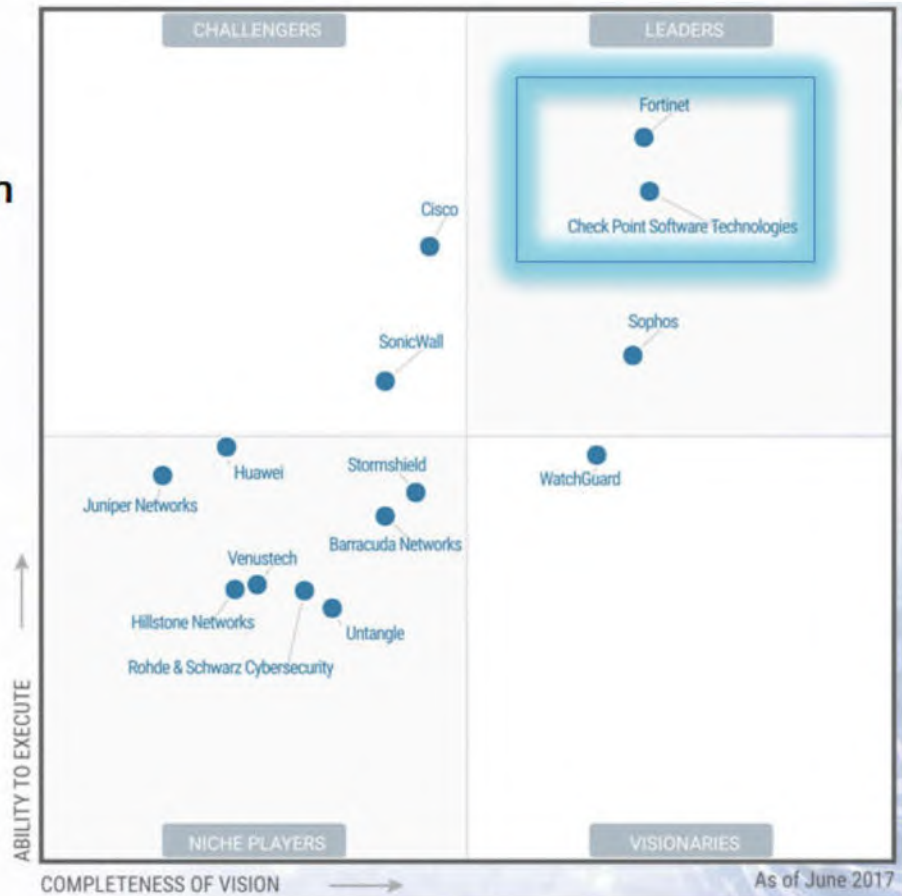 CHALLENGERS
LEADERS
Fortinet
Check Point Software Technologies
Cisco
Sophos
SonicWall
Huawei
Stormshield
WatchGuard
Juniper Networks
Barracuda Networks
Venustech
Hillstone Networks
Untangle
Rohde & Schwarz Cybersecurity
ABILITY TO EXECUTE
NICHE PLAYERS
VISIONARIES
COMPLETENESS OF VISION
As of June 2017